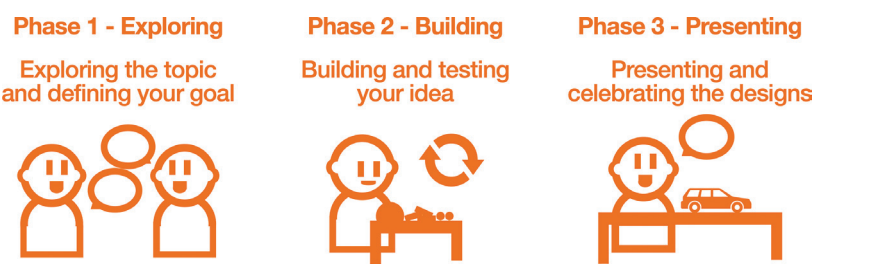 Phase 1 - Exploring
Exploring the topic
and defining your goal
Phase 2 - Building
Building and testing
your idea
Phase 3 - Presenting
Presenting and
celebrating the designs